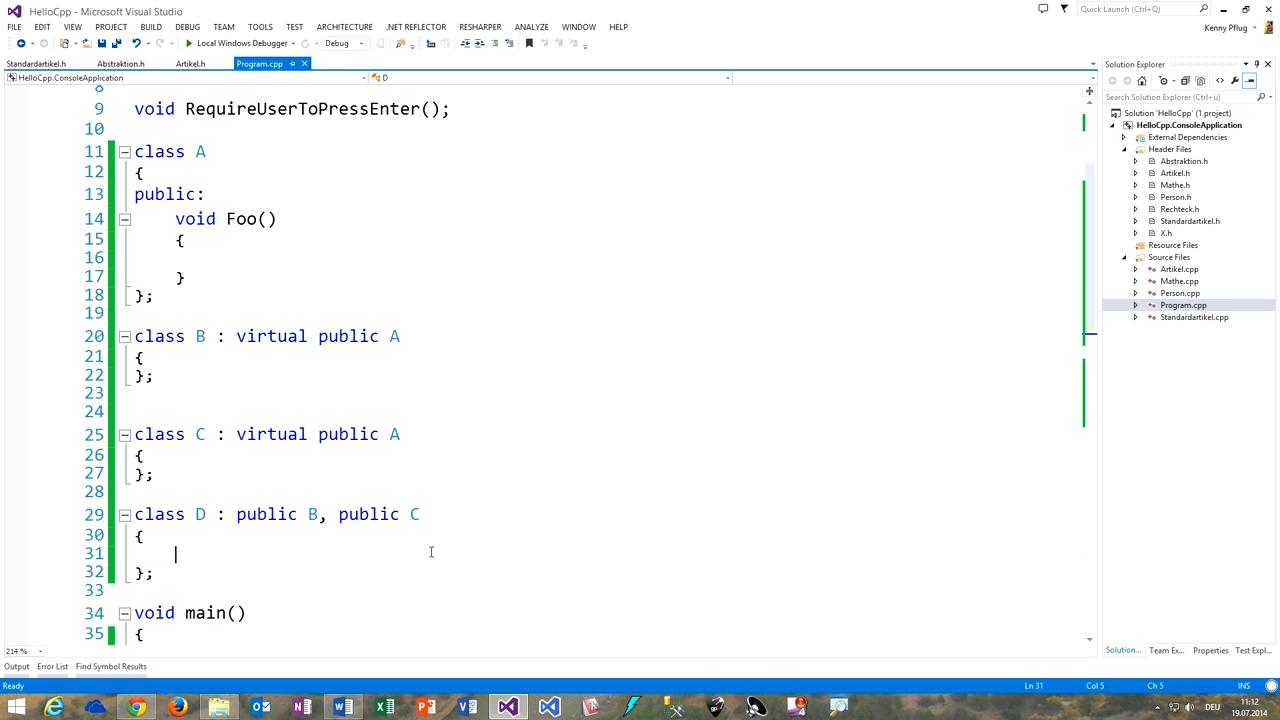 HelloCpp - Microsoft Visual Studio
Quick Launch (Ctrl+Q)
FILE EDIT VIEW PROJECT BUILD DEBUG TEAM TOOLS TEST ARCHITECTURE .NET REFLECTOR RESHARPER ANALYZE WINDOW HELP
Kenny Pflug
Local Windows Debugger Debug
Standardartikel.h Abstraktion.h Artikel.h Program.cpp
HelloCpp.ConsoleApplication D
8
9 void RequireUserToPressEnter();
10
11 class A
12 {
13 public:
14 void Foo()
15 {
16
17 }
18 };
19
20 class B : virtual public A
21 {
22 };
23
24
25 class C : virtual public A
26 {
27 };
28
29 class D : public B, public C
30 {
31
32 };
33
34 void main()
35 {
214 %
Solution Explorer
Search Solution Explorer (Ctrl+ü)
Solution 'HelloCpp' (1 project)
HelloCpp.ConsoleApplication
External Dependencies
Header Files
Abstraktion.h
Artikel.h
Mathe.h
Person.h
Rechteck.h
Standardartikel.h
X.h
Resource Files
Source Files
Artikel.cpp
Mathe.cpp
Person.cpp
Program.cpp
Standardartikel.cpp
Solution... Team Ex... Properties Test Expl...
Output Error List Find Symbol Results
Ready Ln 31 Col 5 Ch 5 INS
DEU 11:12
19.07.2014